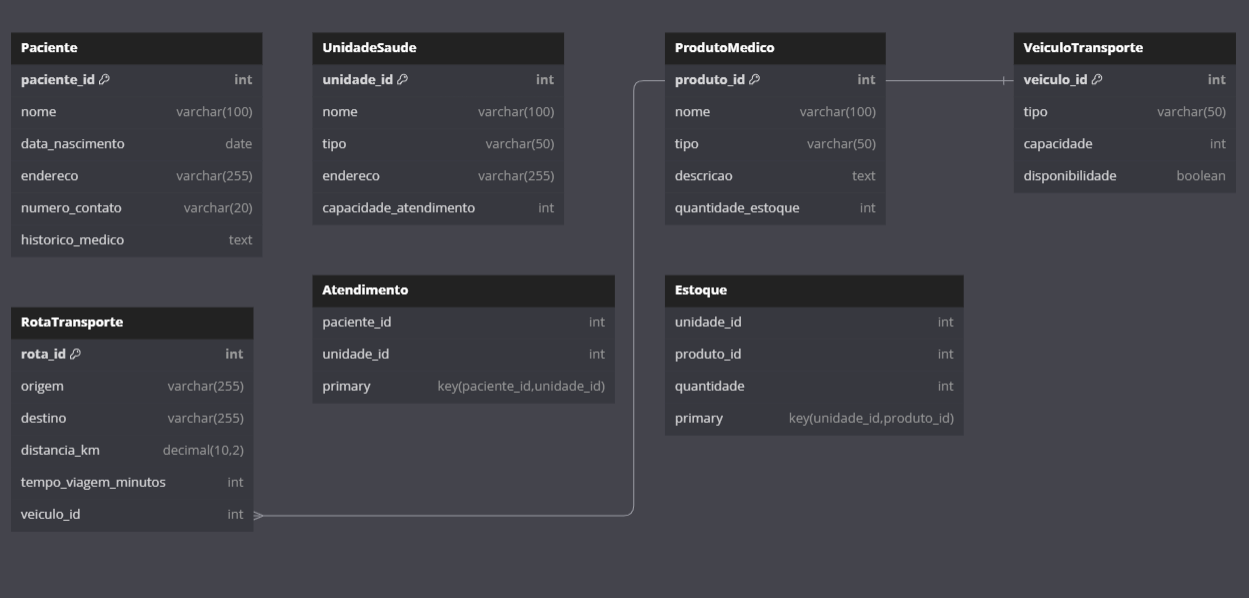 Paciente
paciente_id int
nome varchar(100)
data_nascimento date
endereco varchar(255)
numero_contato varchar(20)
historico_medico text
UnidadeSaude
unidade_id int
nome varchar(100)
tipo varchar(50)
endereco varchar(255)
capacidade_atendimento int
ProdutoMedico
produto_id int
nome varchar(100)
tipo varchar(50)
descricao text
quantidade_estoque int
VeiculoTransporte
veiculo_id int
tipo varchar(50)
capacidade int
disponibilidade boolean
RotaTransporte
rota_id int
origem varchar(255)
destino varchar(255)
distancia_km decimal(10,2)
tempo_viagem_minutos int
veiculo_id int
Atendimento
paciente_id int
unidade_id int
primary key(paciente_id,unidade_id)
Estoque
unidade_id int
produto_id int
quantidade int
primary key(unidade_id,produto_id)